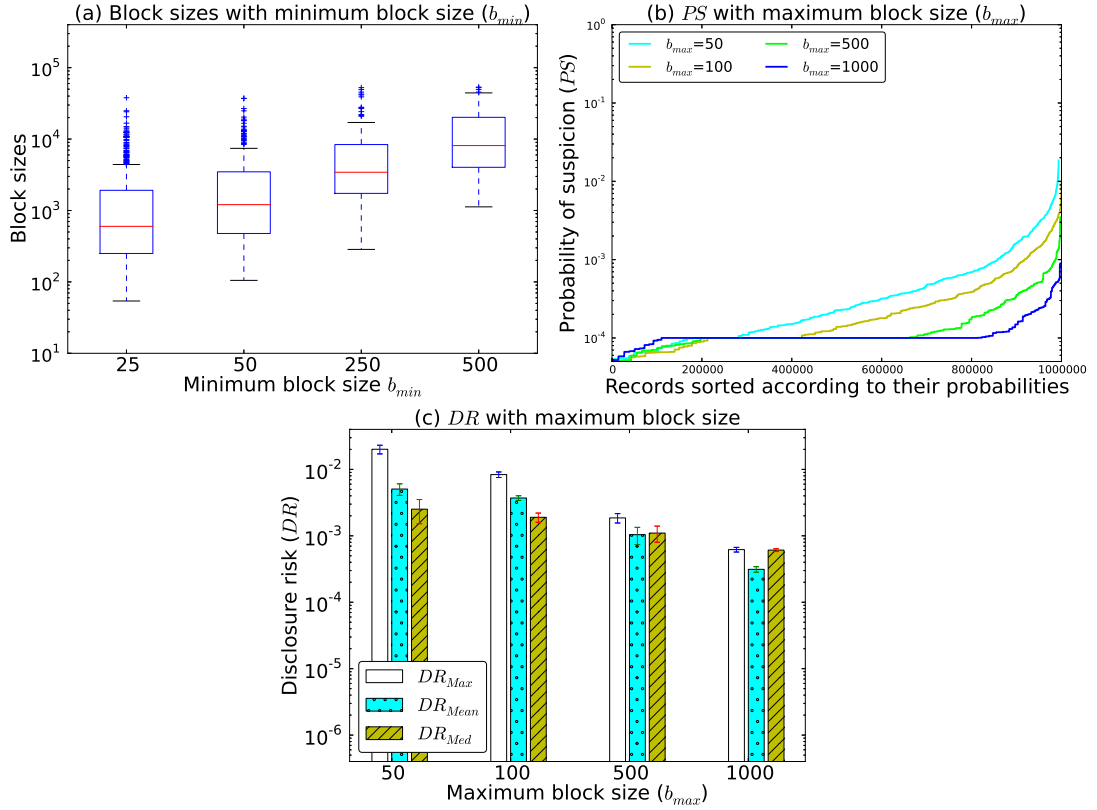 (a) Block sizes with minimum block size (b_min)
Block sizes
10^5
10^4
10^3
10^2
10^1
25 50 250 500
Minimum block size b_min
(b) PS with maximum block size (b_max)
Probability of suspicion (PS)
10^0
10^-1
10^-2
10^-3
10^-4
b_max=50 b_max=500
b_max=100 b_max=1000
0 200000 400000 600000 800000 1000000
Records sorted according to their probabilities
(c) DR with maximum block size
Disclosure risk (DR)
10^-2
10^-3
10^-4
10^-5
10^-6
DR_Max
DR_Mean
DR_Med
50 100 500 1000
Maximum block size (b_max)